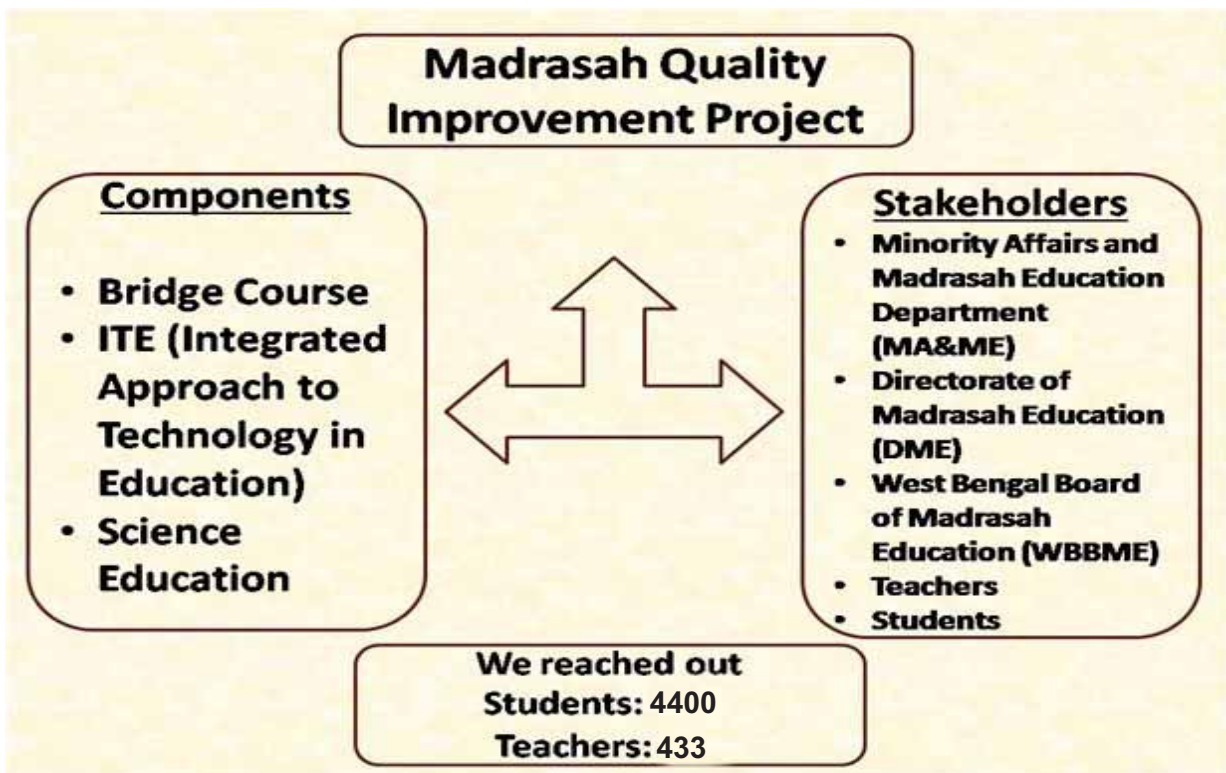 Madrasah Quality
Improvement Project
Components
• Bridge Course
• ITE (Integrated
Approach to
Technology in
Education)
• Science
Education
Stakeholders
• Minority Affairs and
Madrasah Education
Department
(MA&ME)
• Directorate of
Madrasah Education
(DME)
• West Bengal Board
of Madrasah
Education (WBBME)
• Teachers
• Students
We reached out
Students: 4400
Teachers: 433